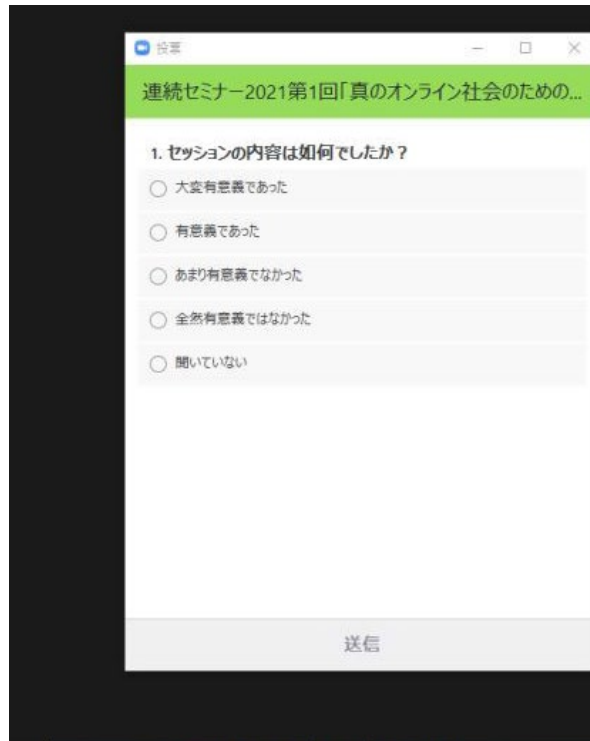 投票
連続セミナー2021第1回「真のオンライン社会のための...
1. セッションの内容は如何でしたか？
大変有意義であった
有意義であった
あまり有意義でなかった
全然有意義ではなかった
聞いていない
送信